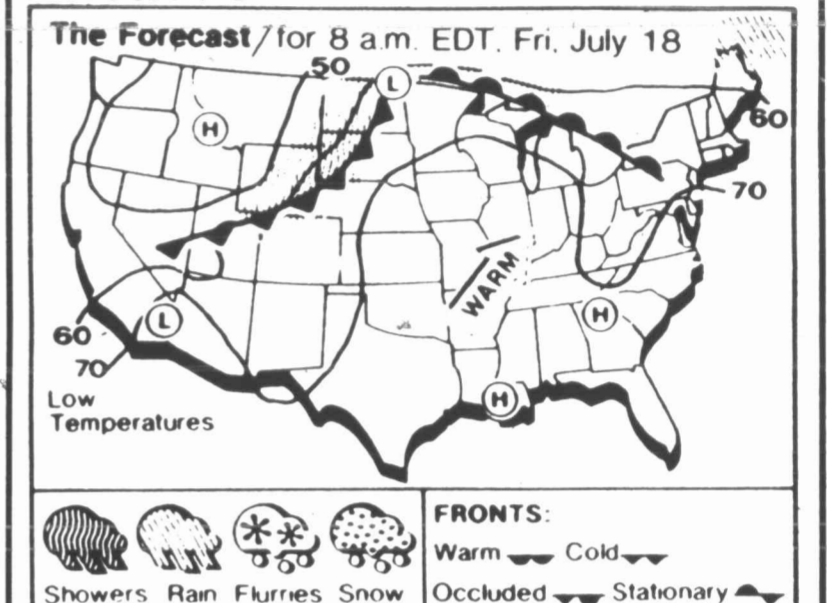 The Forecast/for 8 a.m. EDT, Fri, July 18
50
L
H
60
70
WARM
L
H
60
70
H
Low
Temperatures
FRONTS:
Warm Cold
Showers Rain Flurries Snow
Occluded Stationary